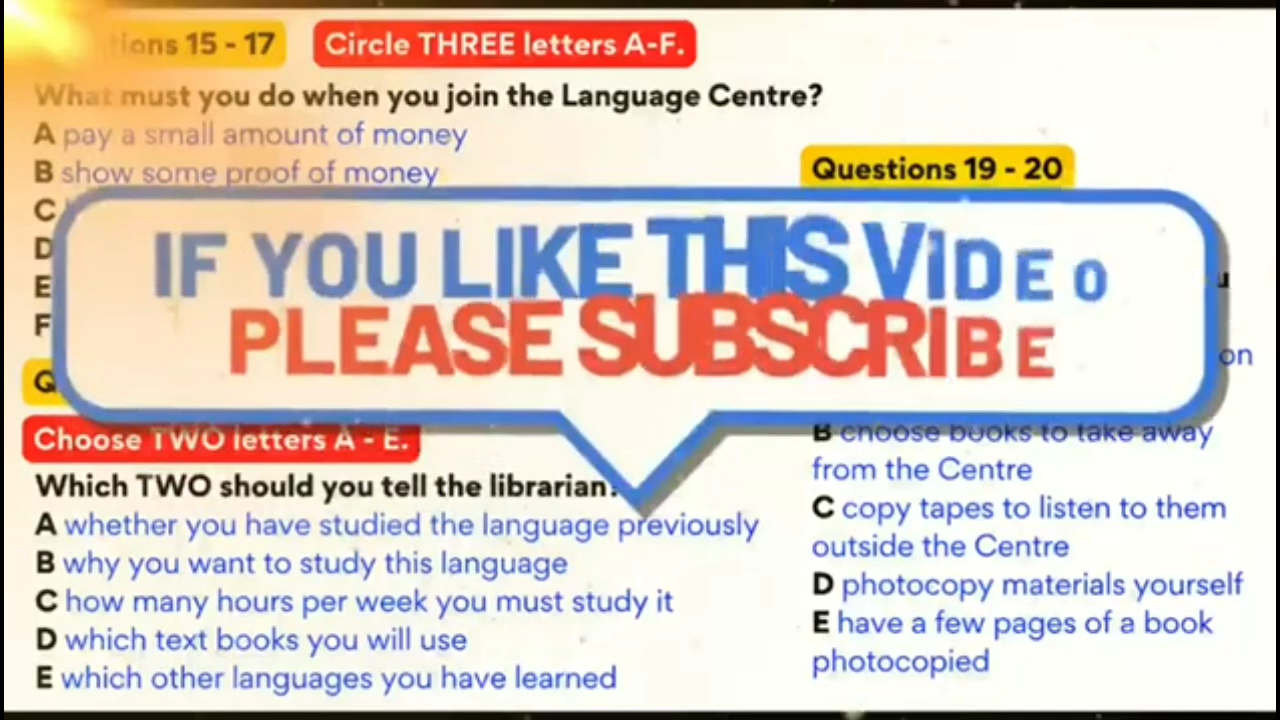 tions 15 - 17
Circle THREE letters A-F.
What must you do when you join the Language Centre?
A pay a small amount of money
B show some proof of money
C
D
E
F
Q
Choose TWO letters A - E.
Which TWO should you tell the librarian?
A whether you have studied the language previously
B why you want to study this language
C how many hours per week you must study it
D which text books you will use
E which other languages you have learned
Questions 19 - 20
on
B choose books to take away
from the Centre
C copy tapes to listen to them
outside the Centre
D photocopy materials yourself
E have a few pages of a book
photocopied
IF YOU LIKE THIS VIDEO
PLEASE SUBSCRIBE